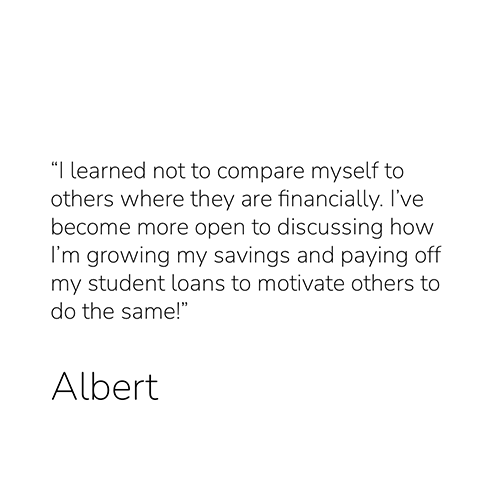 “I learned not to compare myself to
others where they are financially. I’ve
become more open to discussing how
I’m growing my savings and paying off
my student loans to motivate others to
do the same!”
Albert